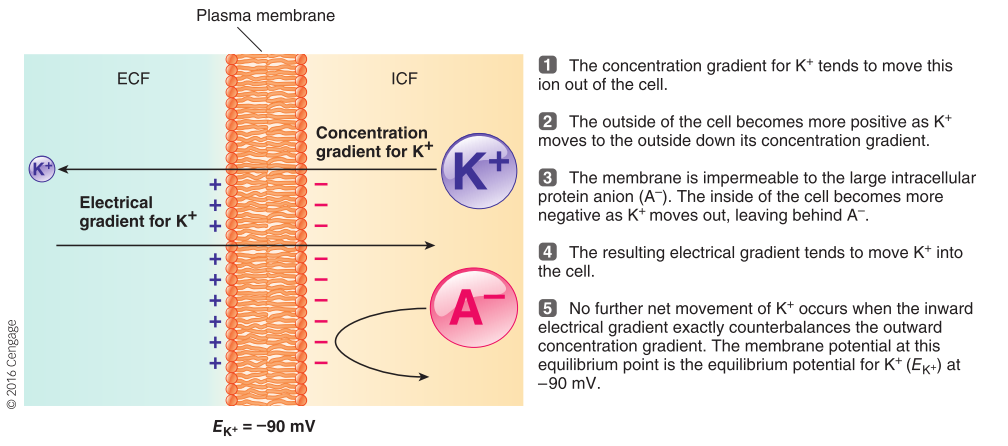 Plasma membrane
ECF
ICF
Concentration
gradient for K+
K+
K+
Electrical
gradient for K+
A−
+ −
+ −
+ −
+ −
+ −
+ −
+ −
+ −
+ −
EK+ = −90 mV
© 2016 Cengage
1 The concentration gradient for K+ tends to move this
ion out of the cell.
2 The outside of the cell becomes more positive as K+
moves to the outside down its concentration gradient.
3 The membrane is impermeable to the large intracellular
protein anion (A−). The inside of the cell becomes more
negative as K+ moves out, leaving behind A−.
4 The resulting electrical gradient tends to move K+ into
the cell.
5 No further net movement of K+ occurs when the inward
electrical gradient exactly counterbalances the outward
concentration gradient. The membrane potential at this
equilibrium point is the equilibrium potential for K+ (EK+) at
−90 mV.